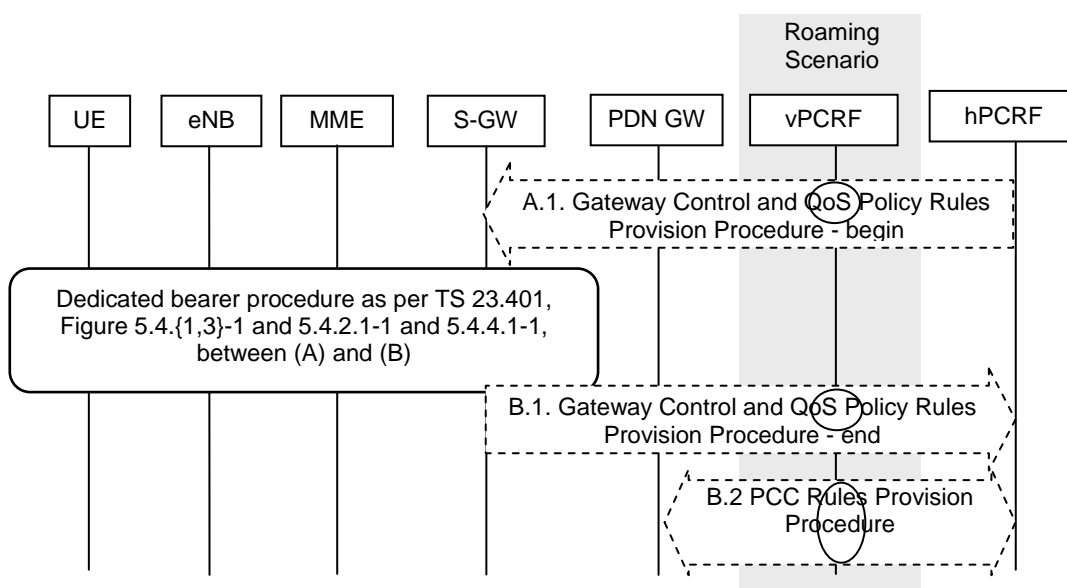 Roaming
Scenario
UE
eNB
MME
S-GW
PDN GW
vPCRF
hPCRF
A.1. Gateway Control and QoS Policy Rules
Provision Procedure - begin
Dedicated bearer procedure as per TS 23.401,
Figure 5.4.{1,3}-1 and 5.4.2.1-1 and 5.4.4.1-1,
between (A) and (B)
B.1. Gateway Control and QoS Policy Rules
Provision Procedure - end
B.2 PCC Rules Provision
Procedure